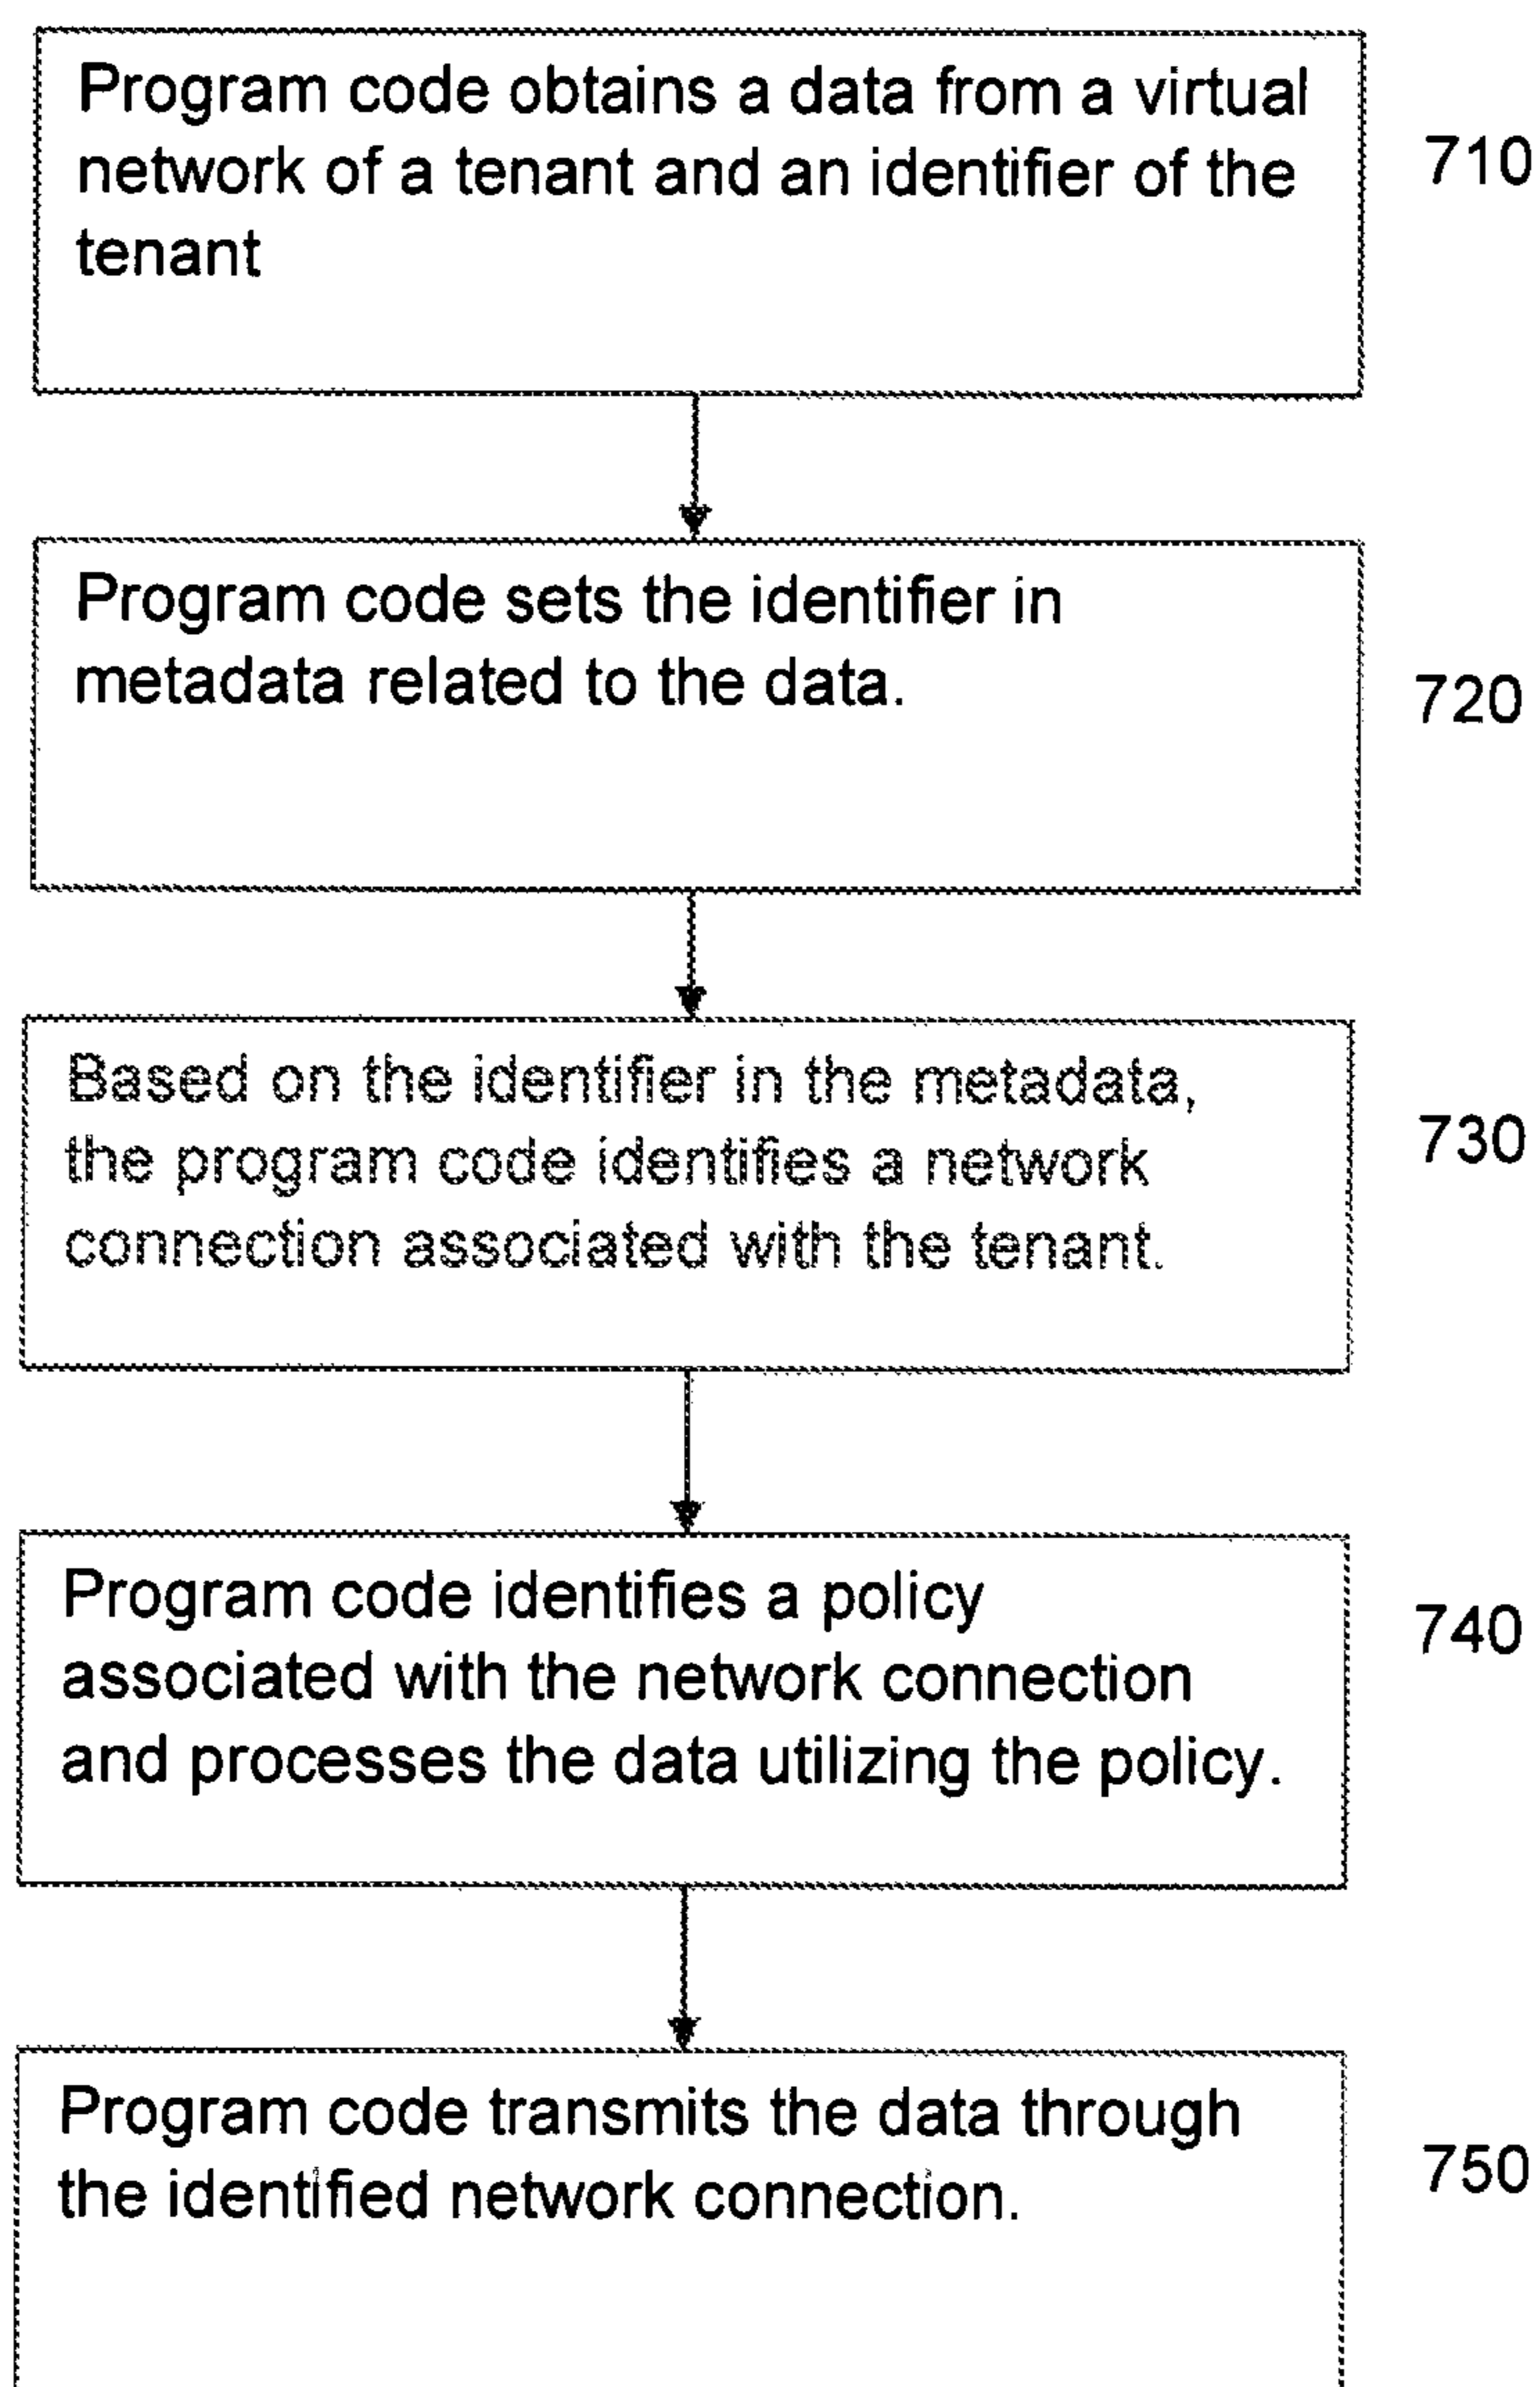 Program code obtains a data from a virtual
network of a tenant and an identifier of the
tenant
710
Program code sets the identifier in
metadata related to the data.
720
Based on the identifier in the metadata,
the program code identifies a network
connection associated with the tenant.
730
Program code identifies a policy
associated with the network connection
and processes the data utilizing the policy.
740
Program code transmits the data through
the identified network connection.
750